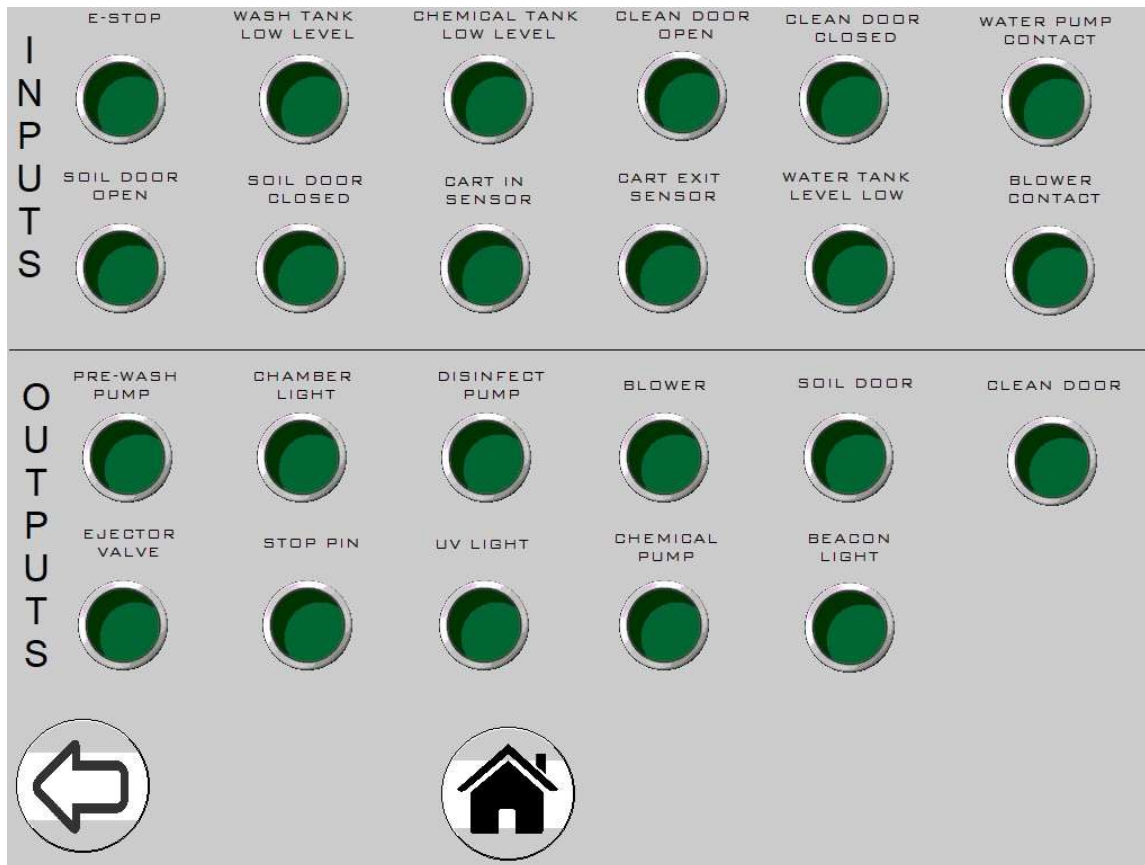 INPUTS
E-STOP
WASH TANK
LOW LEVEL
CHEMICAL TANK
LOW LEVEL
CLEAN DOOR
OPEN
CLEAN DOOR
CLOSED
WATER PUMP
CONTACT
SOIL DOOR
OPEN
SOIL DOOR
CLOSED
CART IN
SENSOR
CART EXIT
SENSOR
WATER TANK
LEVEL LOW
BLOWER
CONTACT
OUTPUTS
PRE-WASH
PUMP
CHAMBER
LIGHT
DISINFECT
PUMP
BLOWER
SOIL DOOR
CLEAN DOOR
EJECTOR
VALVE
STOP PIN
UV LIGHT
CHEMICAL
PUMP
BEACON
LIGHT